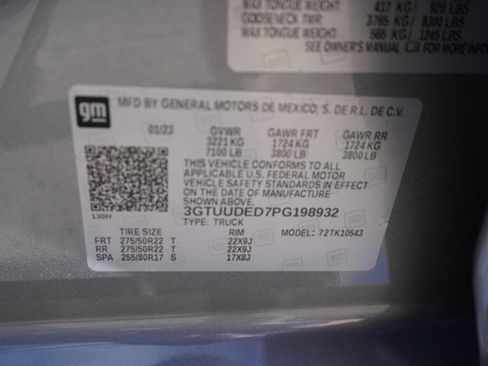 417 KG/ 920 LBS
MAX TONGUE WEIGHT:
GOOSENECK TWR: 3765 KG/ 8300 LBS
MAX TONGUE WEIGHT: 565 KG/ 1245 LBS
SEE OWNER'S MANUAL FOR MORE INFORM
gm
MFD BY GENERAL MOTORS DE MEXICO, S. DE R.L. DE C.V.
01/23 GVWR GAWR FRT GAWR RR
3221 KG 1724 KG 1724 KG
7100 LB 3800 LB 3800 LB
THIS VEHICLE CONFORMS TO ALL
APPLICABLE U.S. FEDERAL MOTOR
VEHICLE SAFETY STANDARDS IN
EFFECT ON THE DATE OF MANUFACTURE
SHOWN ABOVE.
3GTUUDED7PG198932
130H TYPE: TRUCK
TIRE SIZE RIM MODEL: 72TK10543
FRT 275/50R22 T 22X9J
RR 275/50R22 T 22X9J
SPA 255/80R17 S 17X8J